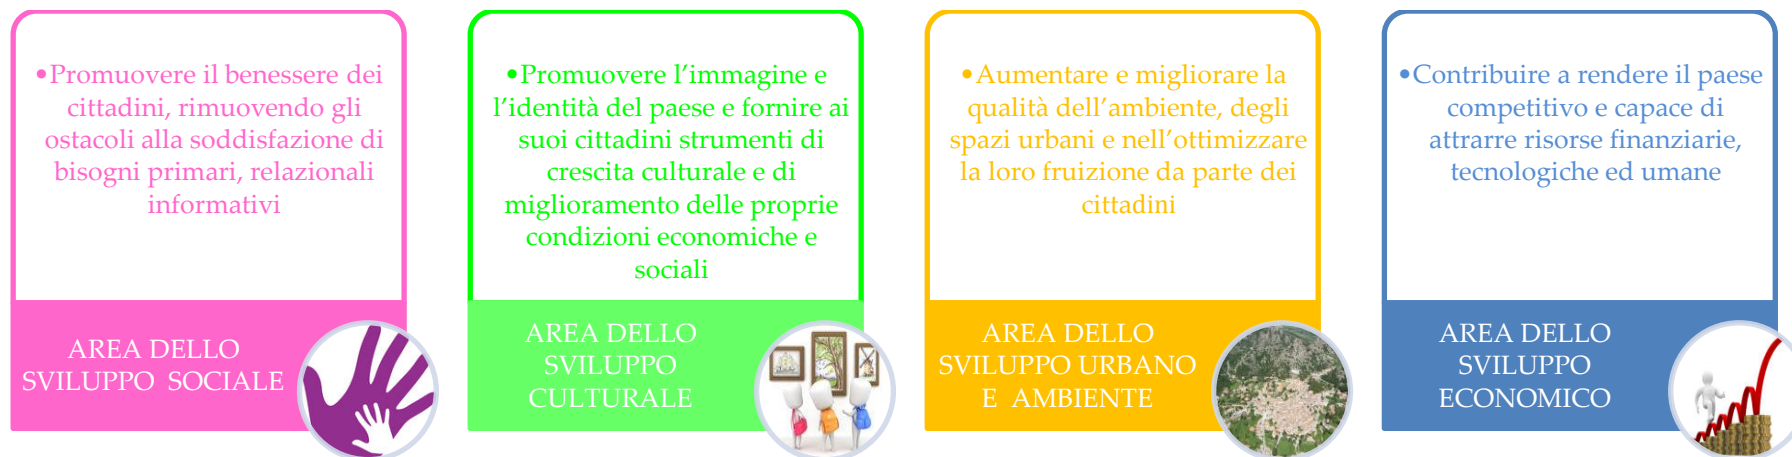 •Promuovere il benessere dei
cittadini, rimuovendo gli
ostacoli alla soddisfazione di
bisogni primari, relazionali
informativi
AREA DELLO
SVILUPPO SOCIALE
•Promuovere l’immagine e
l’identità del paese e fornire ai
suoi cittadini strumenti di
crescita culturale e di
miglioramento delle proprie
condizioni economiche e
sociali
AREA DELLO
SVILUPPO
CULTURALE
•Aumentare e migliorare la
qualità dell’ambiente, degli
spazi urbani e nell’ottimizzare
la loro fruizione da parte dei
cittadini
AREA DELLO
SVILUPPO URBANO
E AMBIENTE
•Contribuire a rendere il paese
competitivo e capace di
attrarre risorse finanziarie,
tecnologiche ed umane
AREA DELLO
SVILUPPO
ECONOMICO